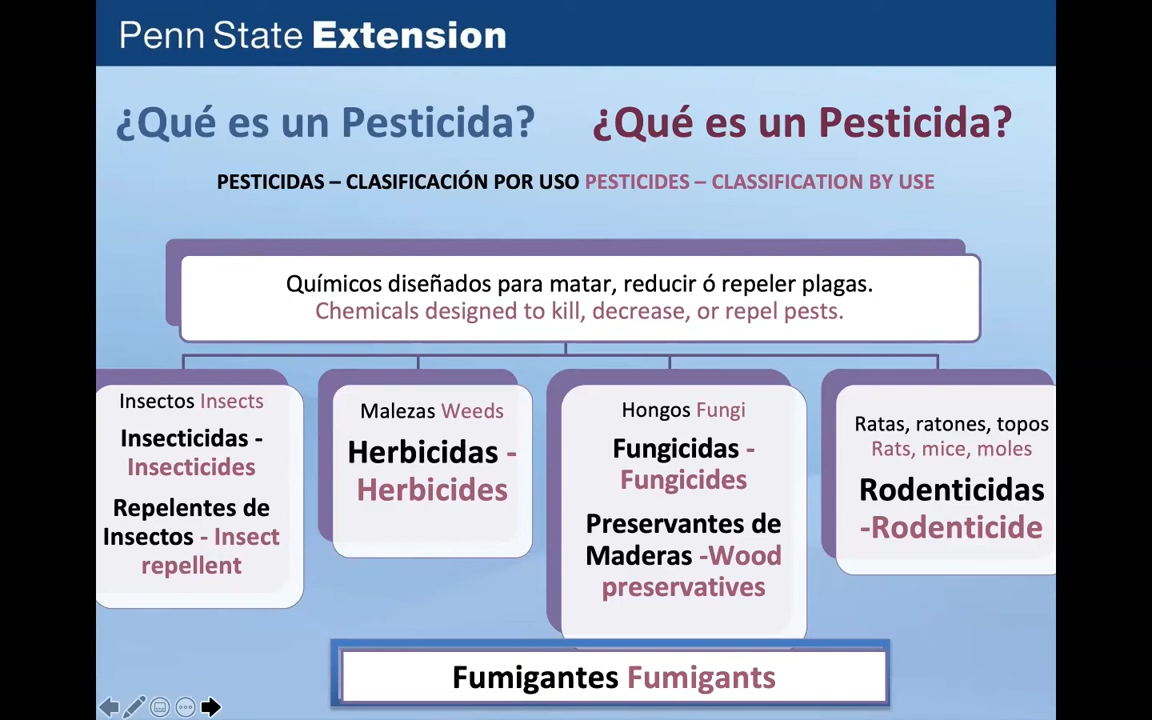 Penn State Extension
¿Qué es un Pesticida? ¿Qué es un Pesticida?
PESTICIDAS – CLASIFICACIÓN POR USO PESTICIDES – CLASSIFICATION BY USE
Químicos diseñados para matar, reducir ó repeler plagas.
Chemicals designed to kill, decrease, or repel pests.
Insectos Insects
Insecticidas -
Insecticides
Repelentes de
Insectos - Insect
repellent
Malezas Weeds
Herbicidas -
Herbicides
Hongos Fungi
Fungicidas -
Fungicides
Preservantes de
Maderas -Wood
preservatives
Ratas, ratones, topos
Rats, mice, moles
Rodenticidas
-Rodenticide
Fumigantes Fumigants